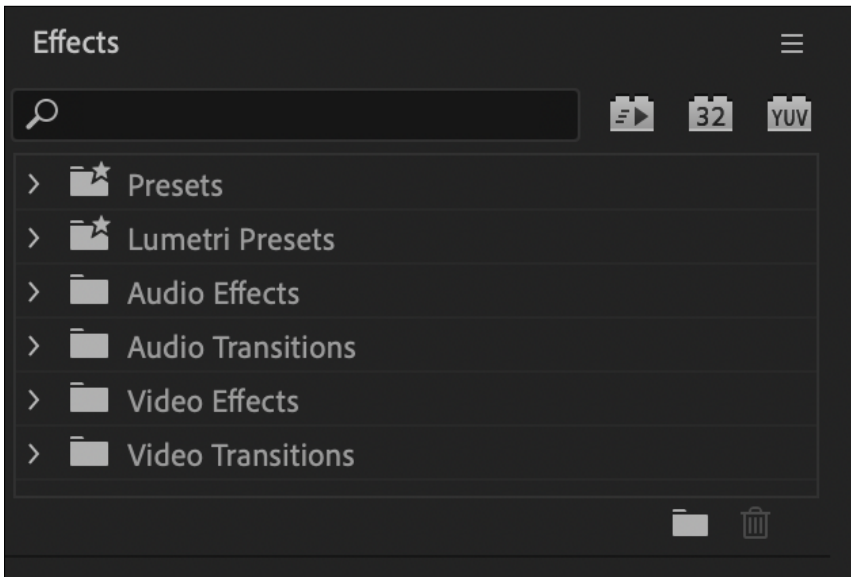 Effects
32 YUV
Presets
Lumetri Presets
Audio Effects
Audio Transitions
Video Effects
Video Transitions